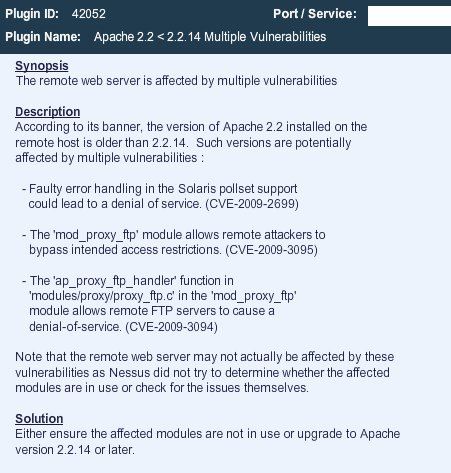 Plugin ID: 42052 Port / Service:
Plugin Name: Apache 2.2 < 2.2.14 Multiple Vulnerabilities
Synopsis
The remote web server is affected by multiple vulnerabilities
Description
According to its banner, the version of Apache 2.2 installed on the
remote host is older than 2.2.14. Such versions are potentially
affected by multiple vulnerabilities :
- Faulty error handling in the Solaris pollset support
could lead to a denial of service. (CVE-2009-2699)
- The 'mod_proxy_ftp' module allows remote attackers to
bypass intended access restrictions. (CVE-2009-3095)
- The 'ap_proxy_ftp_handler' function in
'modules/proxy/proxy_ftp.c' in the 'mod_proxy_ftp'
module allows remote FTP servers to cause a
denial-of-service. (CVE-2009-3094)
Note that the remote web server may not actually be affected by these
vulnerabilities as Nessus did not try to determine whether the affected
modules are in use or check for the issues themselves.
Solution
Either ensure the affected modules are not in use or upgrade to Apache
version 2.2.14 or later.